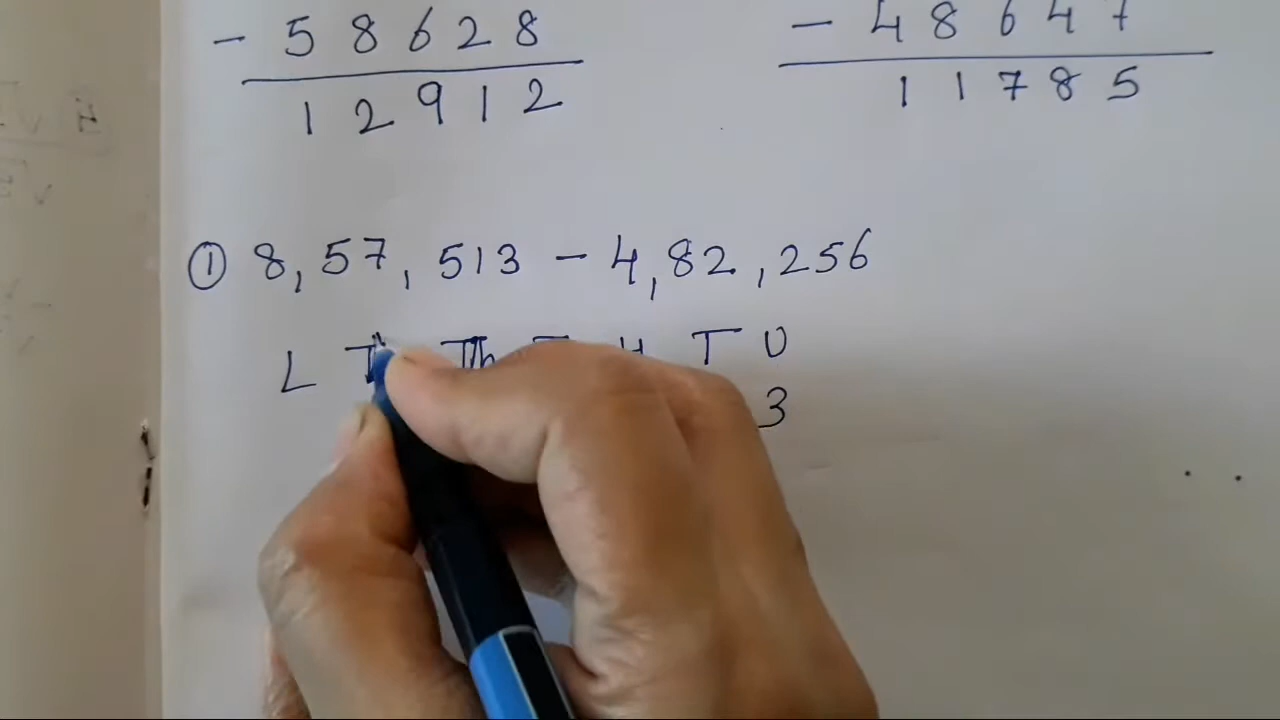 - 5 8 6 2 8
1 2 9 1 2
- 4 8 6 4 7
1 1 7 8 5
① 8,57,513 - 4,82,256
L T Th T H T U
3